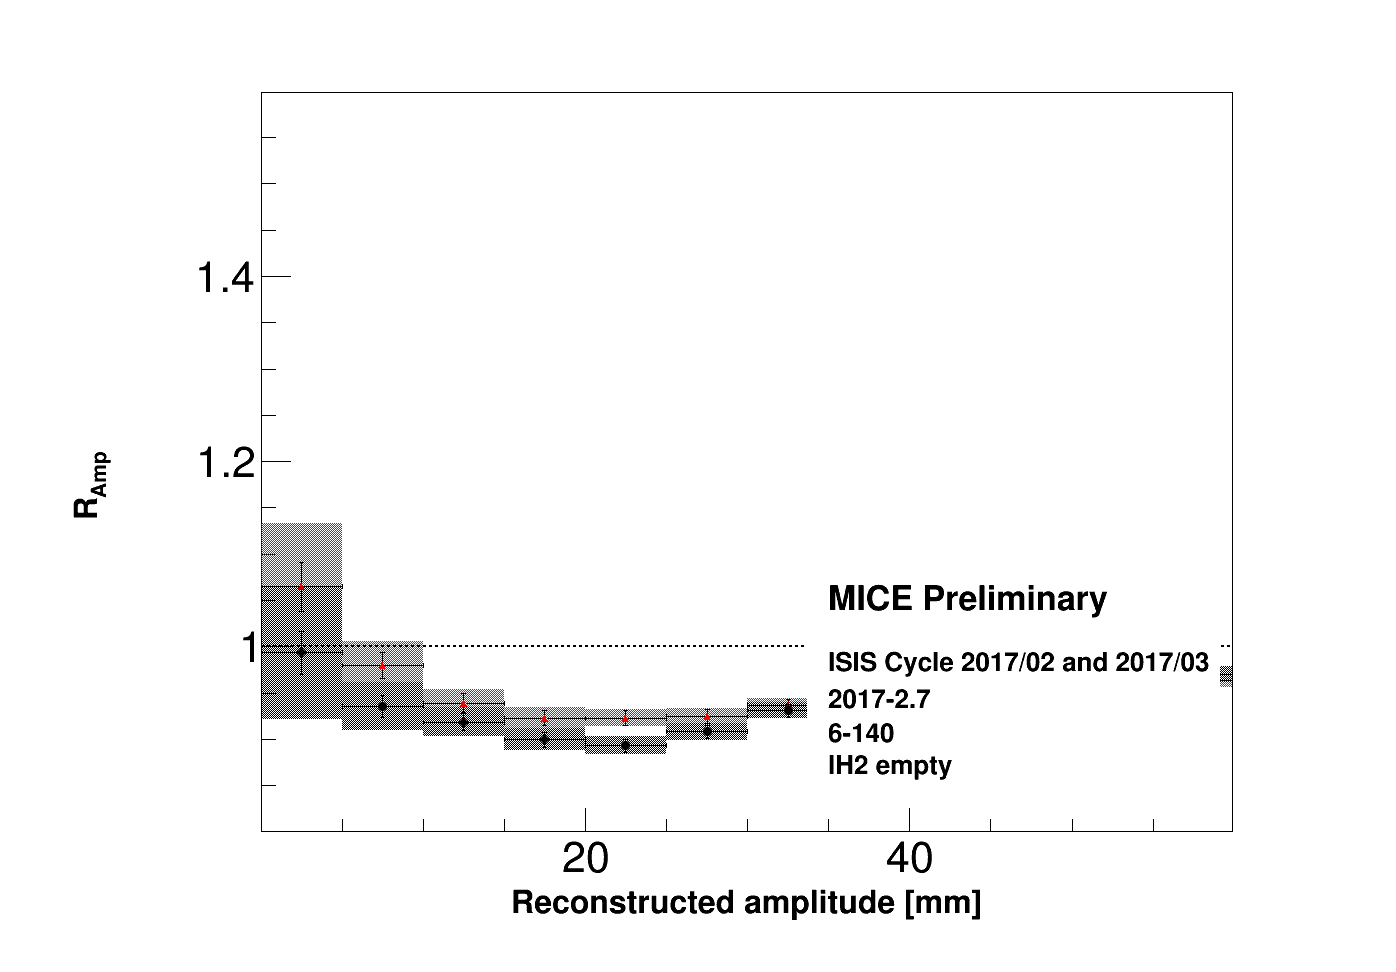 1.4
1.2
1
R_Amp
MICE Preliminary
ISIS Cycle 2017/02 and 2017/03
2017-2.7
6-140
lH2 empty
20
40
Reconstructed amplitude [mm]